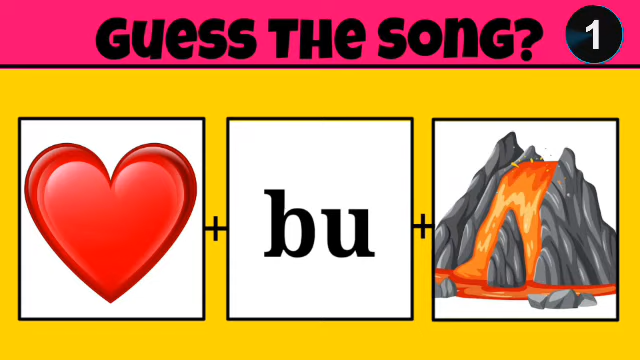 GUESS THE SONG?
1
+ bu +